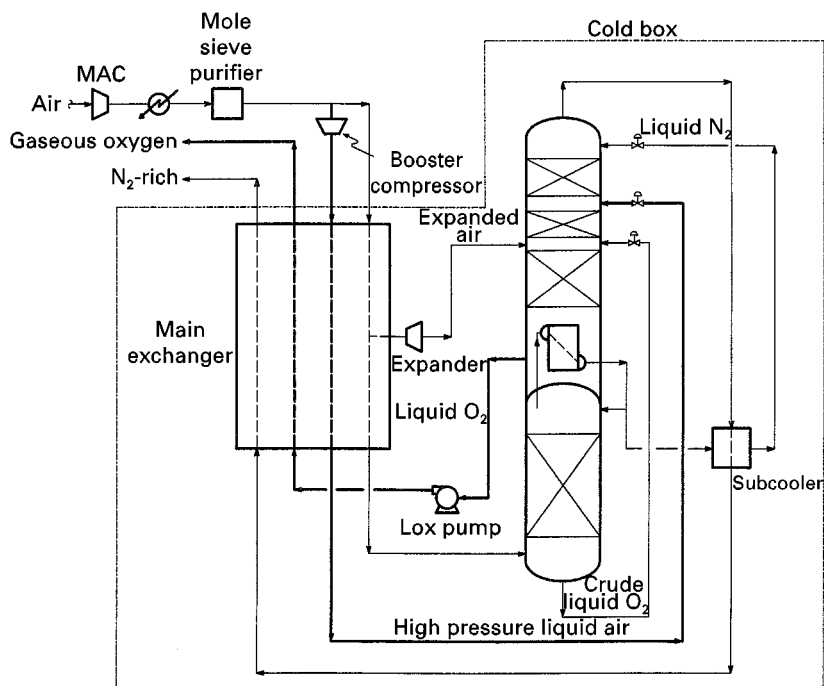 Cold box
Mole
sieve
purifier
MAC
Air
Gaseous oxygen
N₂-rich
Booster
compressor
Liquid N₂
Expanded
air
Main
exchanger
Expander
Liquid O₂
Subcooler
Lox pump
Crude
liquid O₂
High pressure liquid air